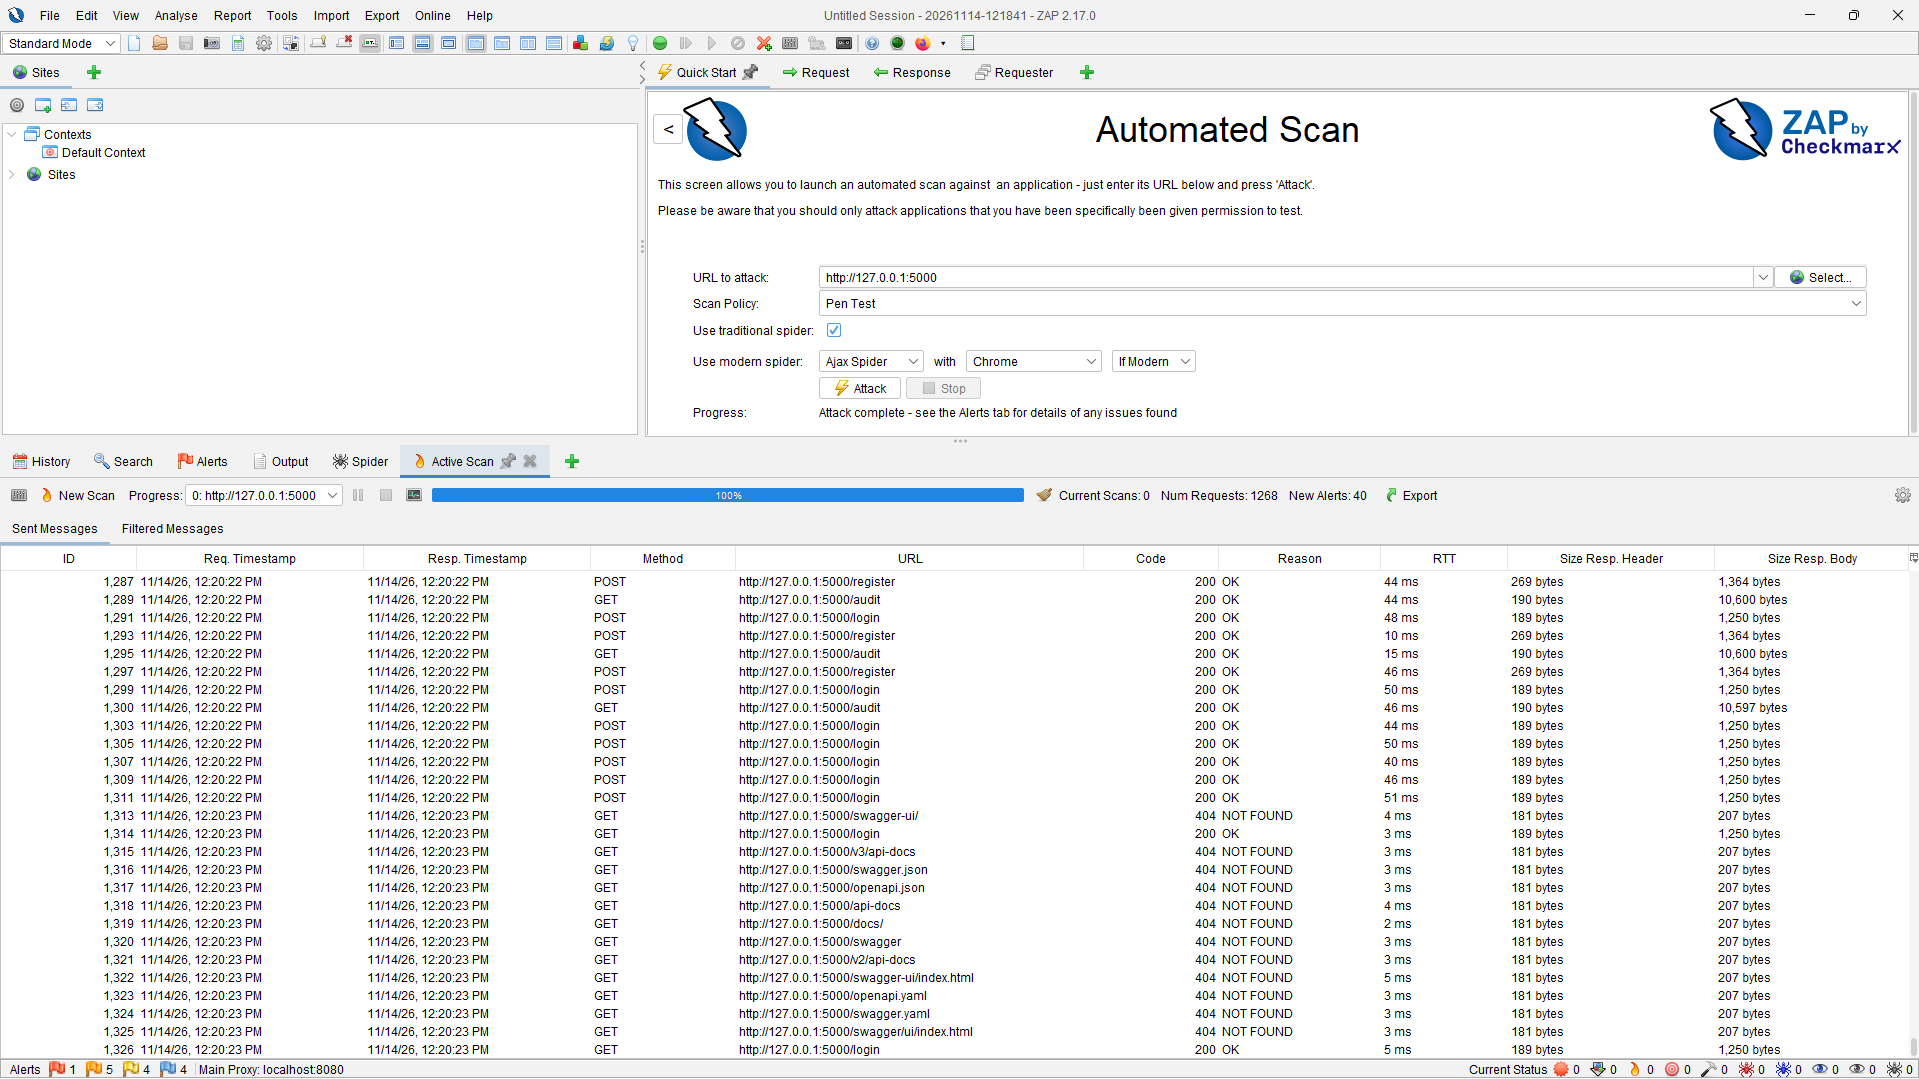 File Edit View Analyse Report Tools Import Export Online Help
Untitled Session - 20261114-121841 - ZAP 2.17.0
Standard Mode
Sites
Quick Start Request Response Requester
Contexts
Default Context
Sites
<
Automated Scan
ZAP by Checkmarx
This screen allows you to launch an automated scan against an application - just enter its URL below and press 'Attack'.
Please be aware that you should only attack applications that you have been specifically been given permission to test.
URL to attack: http://127.0.0.1:5000 Select...
Scan Policy: Pen Test
Use traditional spider:
Use modern spider: Ajax Spider with Chrome If Modern
Attack Stop
Progress: Attack complete - see the Alerts tab for details of any issues found
History Search Alerts Output Spider Active Scan
New Scan Progress: 0: http://127.0.0.1:5000 100% Current Scans: 0 Num Requests: 1268 New Alerts: 40 Export
Sent Messages Filtered Messages
ID Req. Timestamp Resp. Timestamp Method URL Code Reason RTT Size Resp. Header Size Resp. Body
1,287 11/14/26, 12:20:22 PM 11/14/26, 12:20:22 PM POST http://127.0.0.1:5000/register 200 OK 44 ms 269 bytes 1,364 bytes
1,289 11/14/26, 12:20:22 PM 11/14/26, 12:20:22 PM GET http://127.0.0.1:5000/audit 200 OK 44 ms 190 bytes 10,600 bytes
1,291 11/14/26, 12:20:22 PM 11/14/26, 12:20:22 PM POST http://127.0.0.1:5000/login 200 OK 48 ms 189 bytes 1,250 bytes
1,293 11/14/26, 12:20:22 PM 11/14/26, 12:20:22 PM POST http://127.0.0.1:5000/register 200 OK 10 ms 269 bytes 1,364 bytes
1,295 11/14/26, 12:20:22 PM 11/14/26, 12:20:22 PM GET http://127.0.0.1:5000/audit 200 OK 15 ms 190 bytes 10,600 bytes
1,297 11/14/26, 12:20:22 PM 11/14/26, 12:20:22 PM POST http://127.0.0.1:5000/register 200 OK 46 ms 269 bytes 1,364 bytes
1,299 11/14/26, 12:20:22 PM 11/14/26, 12:20:22 PM POST http://127.0.0.1:5000/login 200 OK 50 ms 189 bytes 1,250 bytes
1,300 11/14/26, 12:20:22 PM 11/14/26, 12:20:22 PM GET http://127.0.0.1:5000/audit 200 OK 46 ms 190 bytes 10,597 bytes
1,303 11/14/26, 12:20:22 PM 11/14/26, 12:20:22 PM POST http://127.0.0.1:5000/login 200 OK 44 ms 189 bytes 1,250 bytes
1,305 11/14/26, 12:20:22 PM 11/14/26, 12:20:22 PM POST http://127.0.0.1:5000/login 200 OK 50 ms 189 bytes 1,250 bytes
1,307 11/14/26, 12:20:22 PM 11/14/26, 12:20:22 PM POST http://127.0.0.1:5000/login 200 OK 40 ms 189 bytes 1,250 bytes
1,309 11/14/26, 12:20:22 PM 11/14/26, 12:20:22 PM POST http://127.0.0.1:5000/login 200 OK 46 ms 189 bytes 1,250 bytes
1,311 11/14/26, 12:20:22 PM 11/14/26, 12:20:22 PM POST http://127.0.0.1:5000/login 200 OK 51 ms 189 bytes 1,250 bytes
1,313 11/14/26, 12:20:23 PM 11/14/26, 12:20:23 PM GET http://127.0.0.1:5000/swagger-ui/ 404 NOT FOUND 4 ms 181 bytes 207 bytes
1,314 11/14/26, 12:20:23 PM 11/14/26, 12:20:23 PM GET http://127.0.0.1:5000/login 200 OK 3 ms 189 bytes 1,250 bytes
1,315 11/14/26, 12:20:23 PM 11/14/26, 12:20:23 PM GET http://127.0.0.1:5000/v3/api-docs 404 NOT FOUND 3 ms 181 bytes 207 bytes
1,316 11/14/26, 12:20:23 PM 11/14/26, 12:20:23 PM GET http://127.0.0.1:5000/swagger.json 404 NOT FOUND 3 ms 181 bytes 207 bytes
1,317 11/14/26, 12:20:23 PM 11/14/26, 12:20:23 PM GET http://127.0.0.1:5000/openapi.json 404 NOT FOUND 3 ms 181 bytes 207 bytes
1,318 11/14/26, 12:20:23 PM 11/14/26, 12:20:23 PM GET http://127.0.0.1:5000/api-docs 404 NOT FOUND 4 ms 181 bytes 207 bytes
1,319 11/14/26, 12:20:23 PM 11/14/26, 12:20:23 PM GET http://127.0.0.1:5000/docs/ 404 NOT FOUND 2 ms 181 bytes 207 bytes
1,320 11/14/26, 12:20:23 PM 11/14/26, 12:20:23 PM GET http://127.0.0.1:5000/swagger 404 NOT FOUND 3 ms 181 bytes 207 bytes
1,321 11/14/26, 12:20:23 PM 11/14/26, 12:20:23 PM GET http://127.0.0.1:5000/v2/api-docs 404 NOT FOUND 3 ms 181 bytes 207 bytes
1,322 11/14/26, 12:20:23 PM 11/14/26, 12:20:23 PM GET http://127.0.0.1:5000/swagger-ui/index.html 404 NOT FOUND 5 ms 181 bytes 207 bytes
1,323 11/14/26, 12:20:23 PM 11/14/26, 12:20:23 PM GET http://127.0.0.1:5000/openapi.yaml 404 NOT FOUND 3 ms 181 bytes 207 bytes
1,324 11/14/26, 12:20:23 PM 11/14/26, 12:20:23 PM GET http://127.0.0.1:5000/swagger.yaml 404 NOT FOUND 3 ms 181 bytes 207 bytes
1,325 11/14/26, 12:20:23 PM 11/14/26, 12:20:23 PM GET http://127.0.0.1:5000/swagger/ui/index.html 404 NOT FOUND 3 ms 181 bytes 207 bytes
1,326 11/14/26, 12:20:23 PM 11/14/26, 12:20:23 PM GET http://127.0.0.1:5000/login 200 OK 5 ms 189 bytes 1,250 bytes
Alerts 1 5 4 4 Main Proxy: localhost:8080 Current Status 0 0 0 0 0 0 0 0 0 0